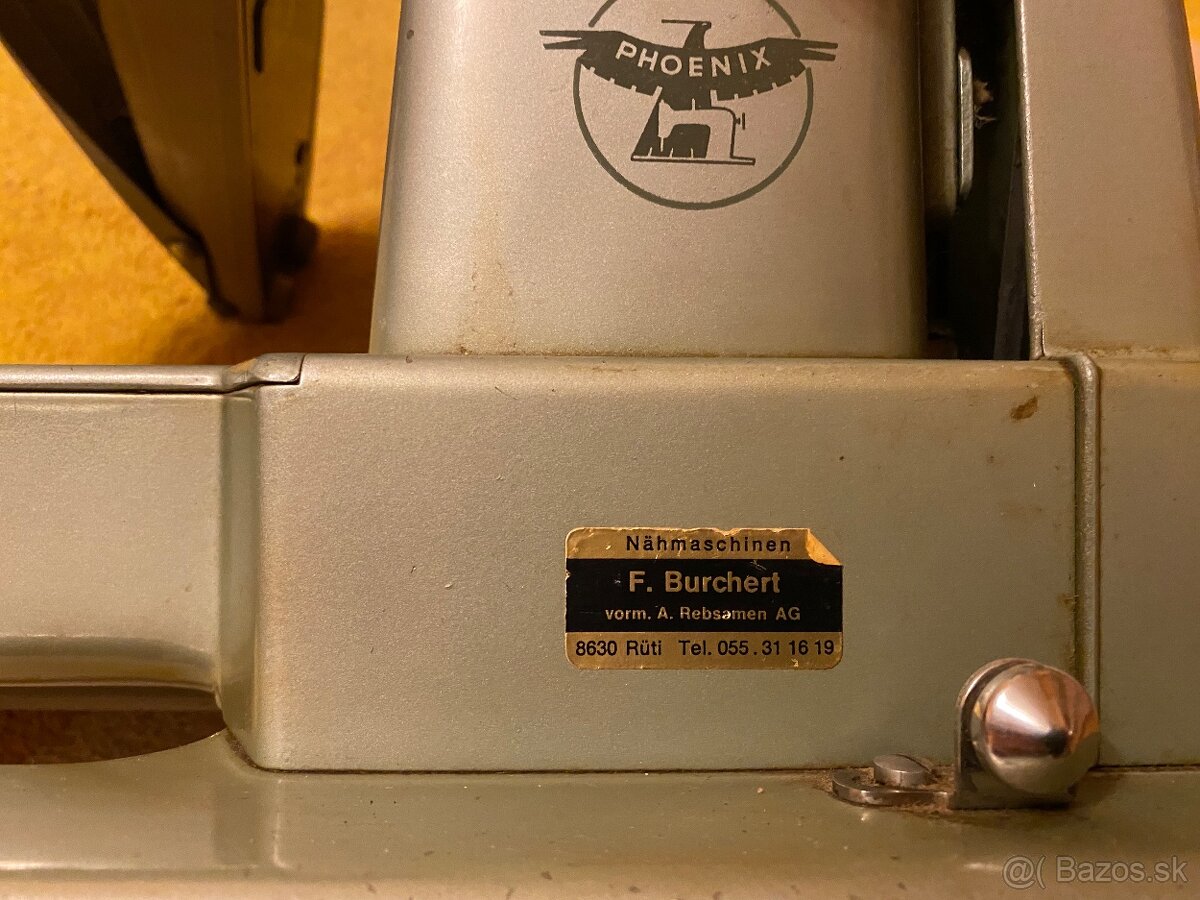 PHOENIX
Nähmaschinen
F. Burchert
vorm. A. Rebsamen AG
8630 Rüti Tel. 055.31 16 19
@( Bazos.sk